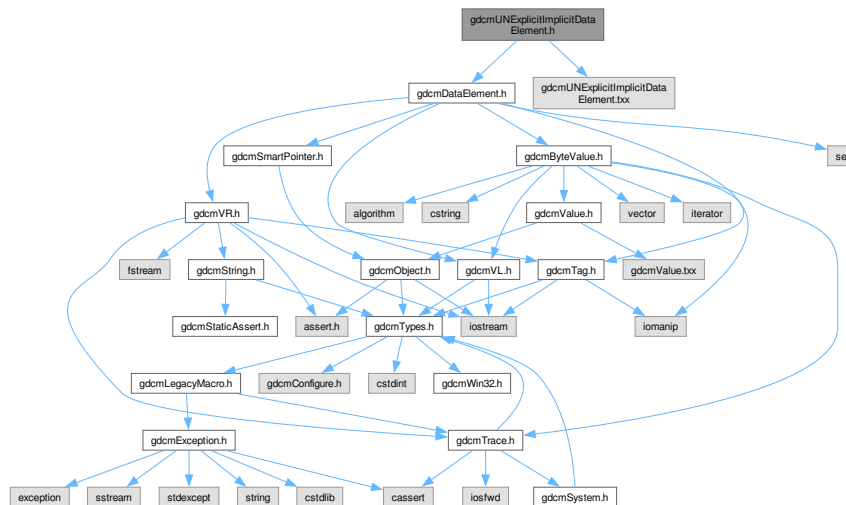 gdcmUNExplicitImplicitData
Element.h
gdcmDataElement.h
gdcmUNExplicitImplicitData
Element.txx
gdcmSmartPointer.h
gdcmByteValue.h
se
gdcmVR.h
algorithm
cstring
gdcmValue.h
vector
iterator
fstream
gdcmString.h
gdcmObject.h
gdcmVL.h
gdcmTag.h
gdcmValue.txx
gdcmStaticAssert.h
assert.h
gdcmTypes.h
iostream
iomanip
gdcmLegacyMacro.h
gdcmConfigure.h
cstdint
gdcmWin32.h
gdcmException.h
gdcmTrace.h
exception
sstream
stdexcept
string
cstdlib
cassert
iosfwd
gdcmSystem.h